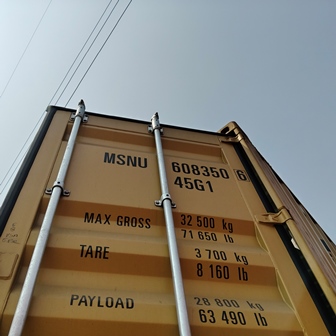 MSNU 608350 6
45G1
MAX GROSS 32 500 kg
71 650 lb
TARE 3 700 kg
8 160 lb
PAYLOAD 28 800 kg
63 490 lb